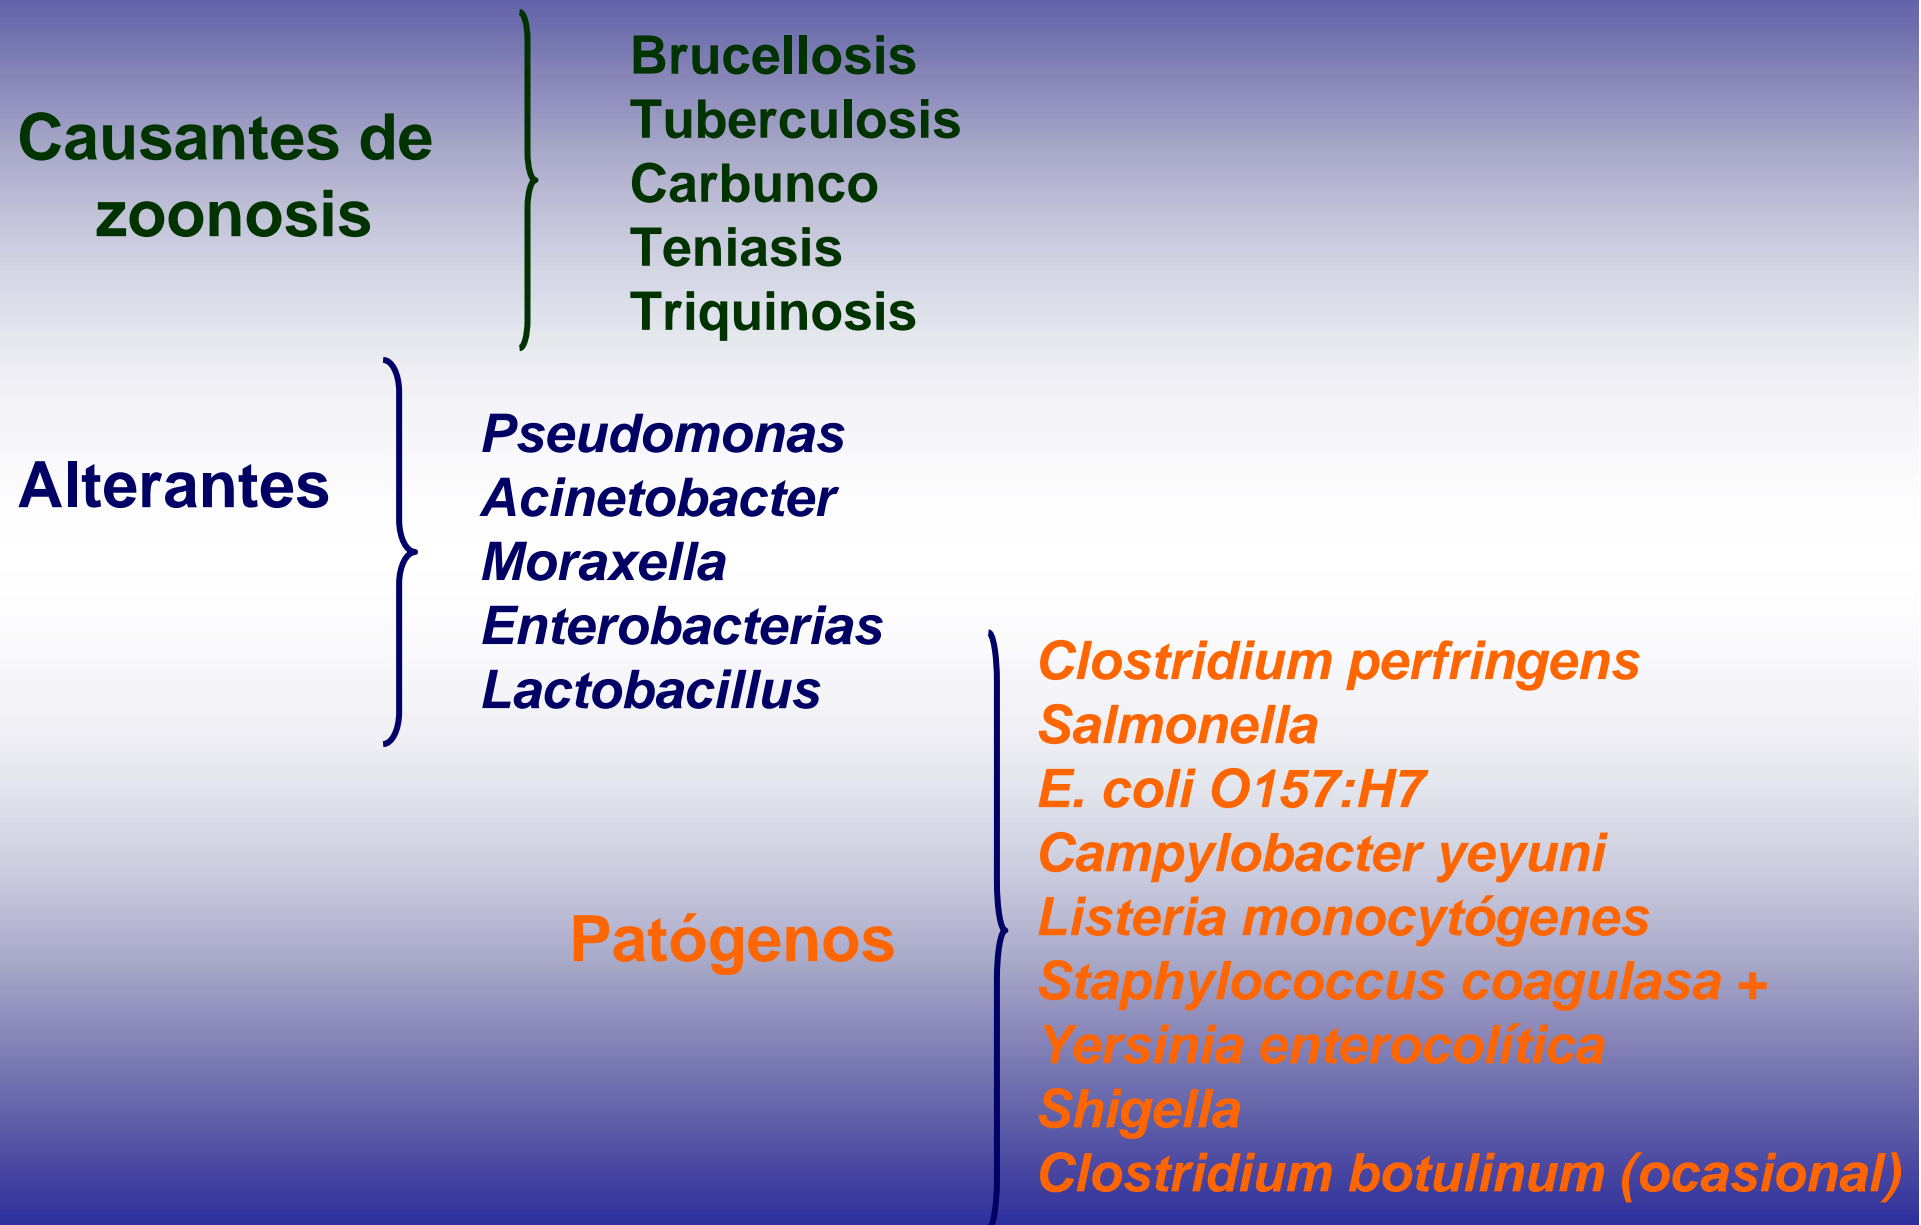 Causantes de
zoonosis
Brucellosis
Tuberculosis
Carbunco
Teniasis
Triquinosis
Alterantes
Pseudomonas
Acinetobacter
Moraxella
Enterobacterias
Lactobacillus
Patógenos
Clostridium perfringens
Salmonella
E. coli O157:H7
Campylobacter yeyuni
Listeria monocytógenes
Staphylococcus coagulasa +
Yersinia enterocolítica
Shigella
Clostridium botulinum (ocasional)